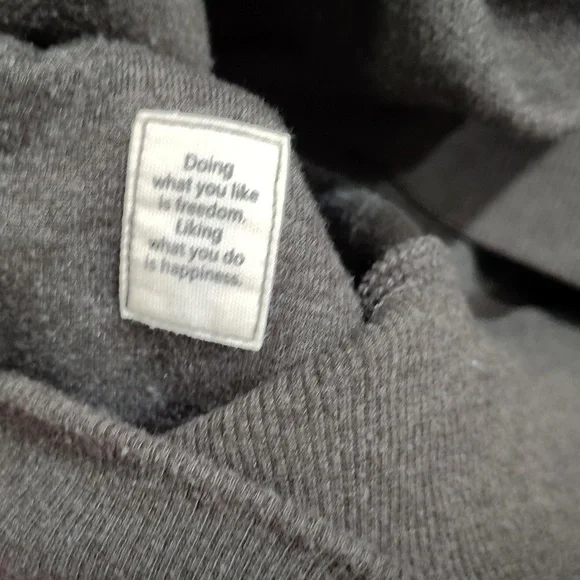 Doing
what you like
is freedom.
Liking
what you do
is happiness.